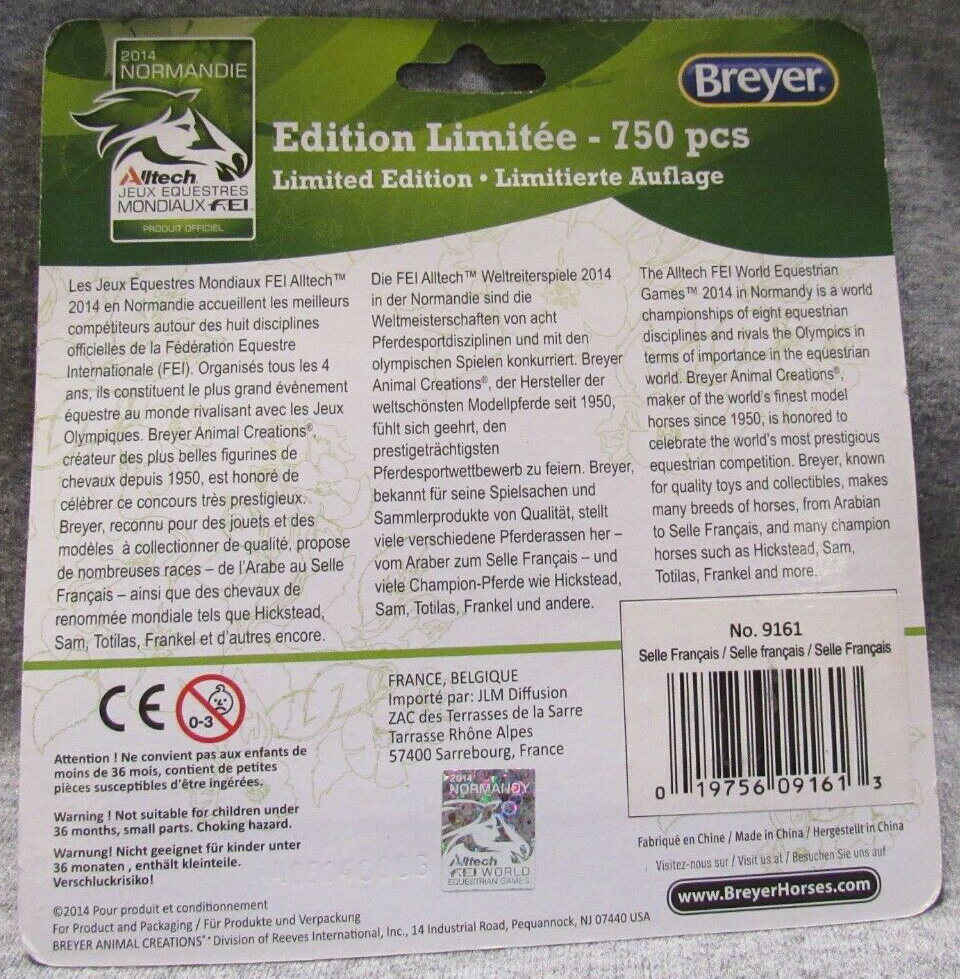 2014
NORMANDIE
Alltech
JEUX EQUESTRES
MONDIAUX FEI
PRODUIT OFFICIEL
Breyer®
Edition Limitée - 750 pcs
Limited Edition • Limitierte Auflage
Les Jeux Equestres Mondiaux FEI Alltech™
2014 en Normandie accueillent les meilleurs
compétiteurs autour des huit disciplines
officielles de la Fédération Equestre
Internationale (FEI). Organisés tous les 4
ans, ils constituent le plus grand évènement
équestre au monde rivalisant avec les Jeux
Olympiques. Breyer Animal Creations®,
créateur des plus belles figurines de
chevaux depuis 1950, est honoré de
célébrer ce concours très prestigieux.
Breyer, reconnu pour des jouets et des
modèles à collectionner de qualité, propose
de nombreuses races – de l'Arabe au Selle
Français – ainsi que des chevaux de
renommée mondiale tels que Hickstead,
Sam, Totilas, Frankel et d'autres encore.
Die FEI Alltech™ Weltreiterspiele 2014
in der Normandie sind die
Weltmeisterschaften von acht
Pferdesportdisziplinen und mit den
olympischen Spielen konkurriert. Breyer
Animal Creations®, der Hersteller der
weltschönsten Modellpferde seit 1950,
fühlt sich geehrt, den
prestigeträchtigsten
Pferdesportwettbewerb zu feiern. Breyer,
bekannt für seine Spielsachen und
Sammlerprodukte von Qualität, stellt
viele verschiedene Pferderassen her –
vom Araber zum Selle Français – und
viele Champion-Pferde wie Hickstead,
Sam, Totilas, Frankel und andere.
The Alltech FEI World Equestrian
Games™ 2014 in Normandy is a world
championships of eight equestrian
disciplines and rivals the Olympics in
terms of importance in the equestrian
world. Breyer Animal Creations®,
maker of the world's finest model
horses since 1950, is honored to
celebrate the world's most prestigious
equestrian competition. Breyer, known
for quality toys and collectibles, makes
many breeds of horses, from Arabian
to Selle Français, and many champion
horses such as Hickstead, Sam,
Totilas, Frankel and more.
No. 9161
Selle Français / Selle français / Selle Français
0 19756 09161 3
CE
0-3
Attention ! Ne convient pas aux enfants de
moins de 36 mois, contient de petites
pièces susceptibles d'être ingérées.
Warning ! Not suitable for children under
36 months, small parts. Choking hazard.
Warnung! Nicht geeignet für kinder unter
36 monaten , enthält kleinteile.
Verschluckrisiko!
FRANCE, BELGIQUE
Importé par: JLM Diffusion
ZAC des Terrasses de la Sarre
Tarrasse Rhône Alpes
57400 Sarrebourg, France
2014
NORMANDY
Alltech
FEI WORLD
EQUESTRIAN GAMES
Fabriqué en Chine / Made in China / Hergestellt in China
Visitez-nous sur / Visit us at / Besuchen Sie uns auf
www.BreyerHorses.com
©2014 Pour produit et conditionnement
For Product and Packaging / Für Produkte und Verpackung
BREYER ANIMAL CREATIONS® • Division of Reeves International, Inc., 14 Industrial Road, Pequannock, NJ 07440 USA